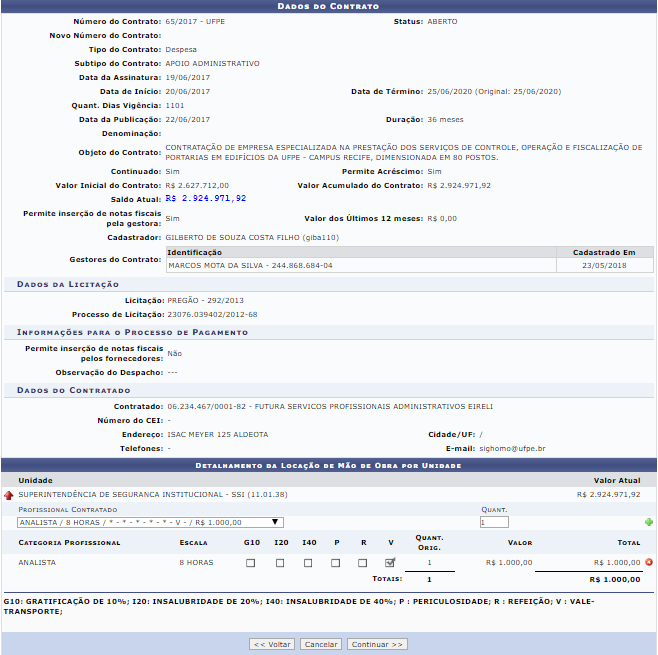 DADOS DO CONTRATO
Número do Contrato: 65/2017 - UFPE Status: ABERTO
Novo Número do Contrato:
Tipo do Contrato: Despesa
Subtipo do Contrato: APOIO ADMINISTRATIVO
Data da Assinatura: 19/06/2017
Data de Início: 20/06/2017 Data de Término: 25/06/2020 (Original: 25/06/2020)
Quant. Dias Vigência: 1101
Data da Publicação: 22/06/2017 Duração: 36 meses
Denominação:
Objeto do Contrato: CONTRATAÇÃO DE EMPRESA ESPECIALIZADA NA PRESTAÇÃO DOS SERVIÇOS DE CONTROLE, OPERAÇÃO E FISCALIZAÇÃO DE
PORTARIAS EM EDIFÍCIOS DA UFPE - CAMPUS RECIFE, DIMENSIONADA EM 80 POSTOS.
Continuado: Sim Permite Acréscimo: Sim
Valor Inicial do Contrato: R$ 2.627.712,00 Valor Acumulado do Contrato: R$ 2.924.971,92
Saldo Atual: R$ 2.924.971,92
Permite inserção de notas fiscais
pela gestora: Sim Valor dos Últimos 12 meses: R$ 0,00
Cadastrador: GILBERTO DE SOUZA COSTA FILHO (giba110)
Gestores do Contrato: Identificação Cadastrado Em
MARCOS MOTA DA SILVA - 244.868.684-04 23/05/2018
DADOS DA LICITAÇÃO
Licitação: PREGÃO - 292/2013
Processo de Licitação: 23076.039402/2012-68
INFORMAÇÕES PARA O PROCESSO DE PAGAMENTO
Permite inserção de notas fiscais
pelos fornecedores: Não
Observação do Despacho: ---
DADOS DO CONTRATADO
Contratado: 06.234.467/0001-82 - FUTURA SERVICOS PROFISSIONAIS ADMINISTRATIVOS EIRELI
Número do CEI: -
Endereço: ISAC MEYER 125 ALDEOTA Cidade/UF: /
Telefones: - E-mail: sighomo@ufpe.br
DETALHAMENTO DA LOCAÇÃO DE MÃO DE OBRA POR UNIDADE
Unidade Valor Atual
SUPERINTENDÊNCIA DE SEGURANCA INSTITUCIONAL - SSI (11.01.38) R$ 2.924.971,92
PROFISSIONAL CONTRATADO QUANT.
ANALISTA / 8 HORAS / * - * - * - * - * - V - / R$ 1.000,00 1
CATEGORIA PROFISSIONAL ESCALA G10 I20 I40 P R V QUANT. ORIG. VALOR TOTAL
ANALISTA 8 HORAS 1 R$ 1.000,00 R$ 1.000,00
TOTAIS: 1 R$ 1.000,00
G10: GRATIFICAÇÃO DE 10%; I20: INSALUBRIDADE DE 20%; I40: INSALUBRIDADE DE 40%; P : PERICULOSIDADE; R : REFEIÇÃO; V : VALE-
TRANSPORTE;
<< Voltar Cancelar Continuar >>